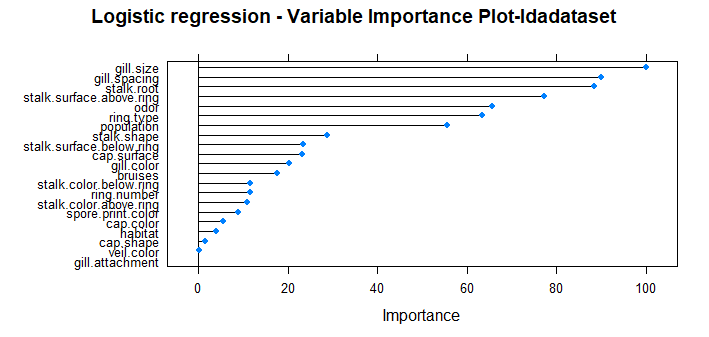 Logistic regression - Variable Importance Plot-ldadataset
gill.size
gill.spacing
stalk.root
stalk.surface.above.ring
odor
ring.type
population
stalk.shape
stalk.surface.below.ring
cap.surface
gill.color
bruises
stalk.color.below.ring
ring.number
stalk.color.above.ring
spore.print.color
cap.color
habitat
cap.shape
veil.color
gill.attachment
0 20 40 60 80 100
Importance